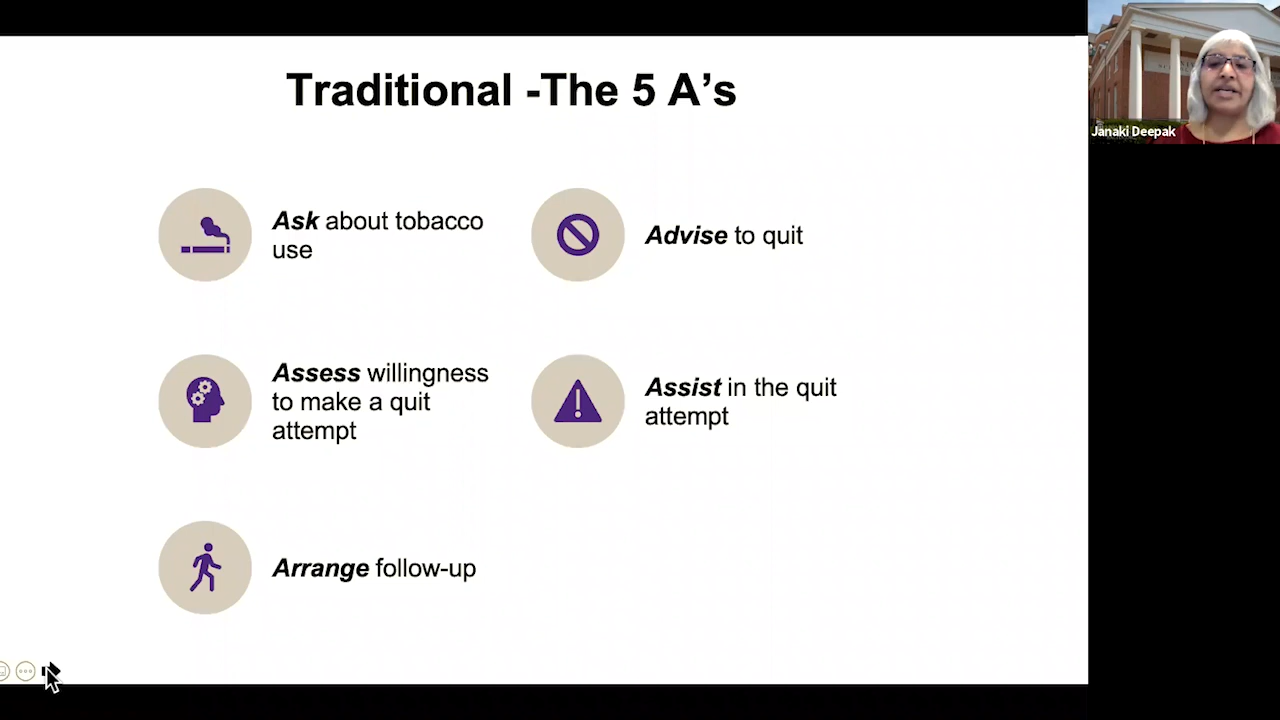 Traditional -The 5 A's
Ask about tobacco
use
Advise to quit
Assess willingness
to make a quit
attempt
Assist in the quit
attempt
Arrange follow-up
Janaki Deepak